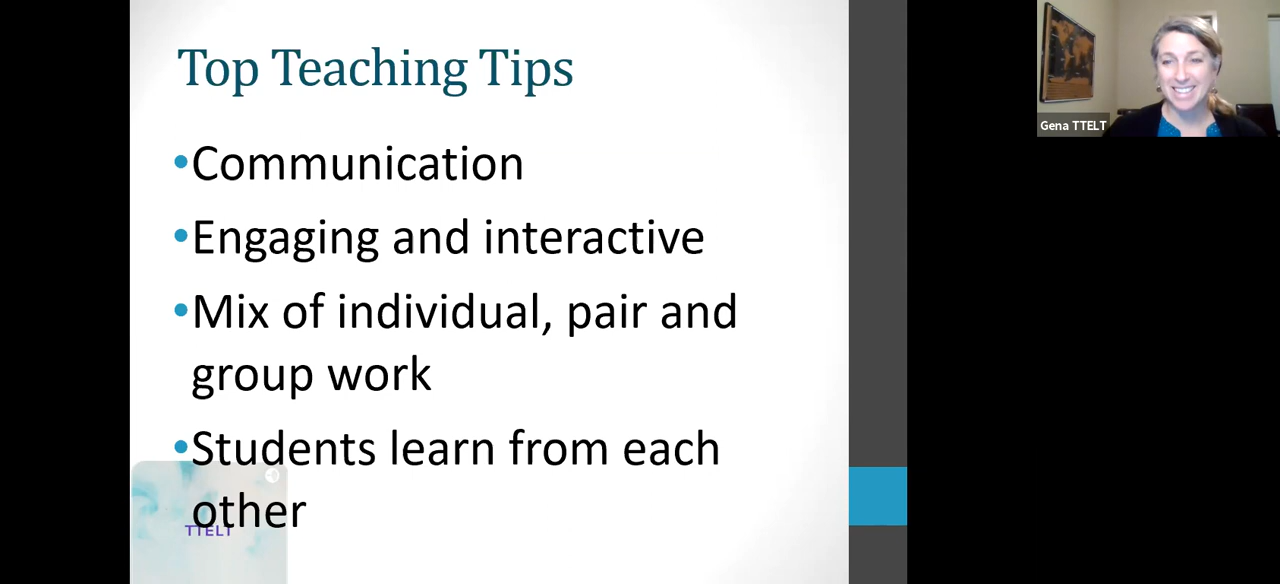 Top Teaching Tips
•Communication
•Engaging and interactive
•Mix of individual, pair and
group work
•Students learn from each
other
TTELT
Gena TTELT